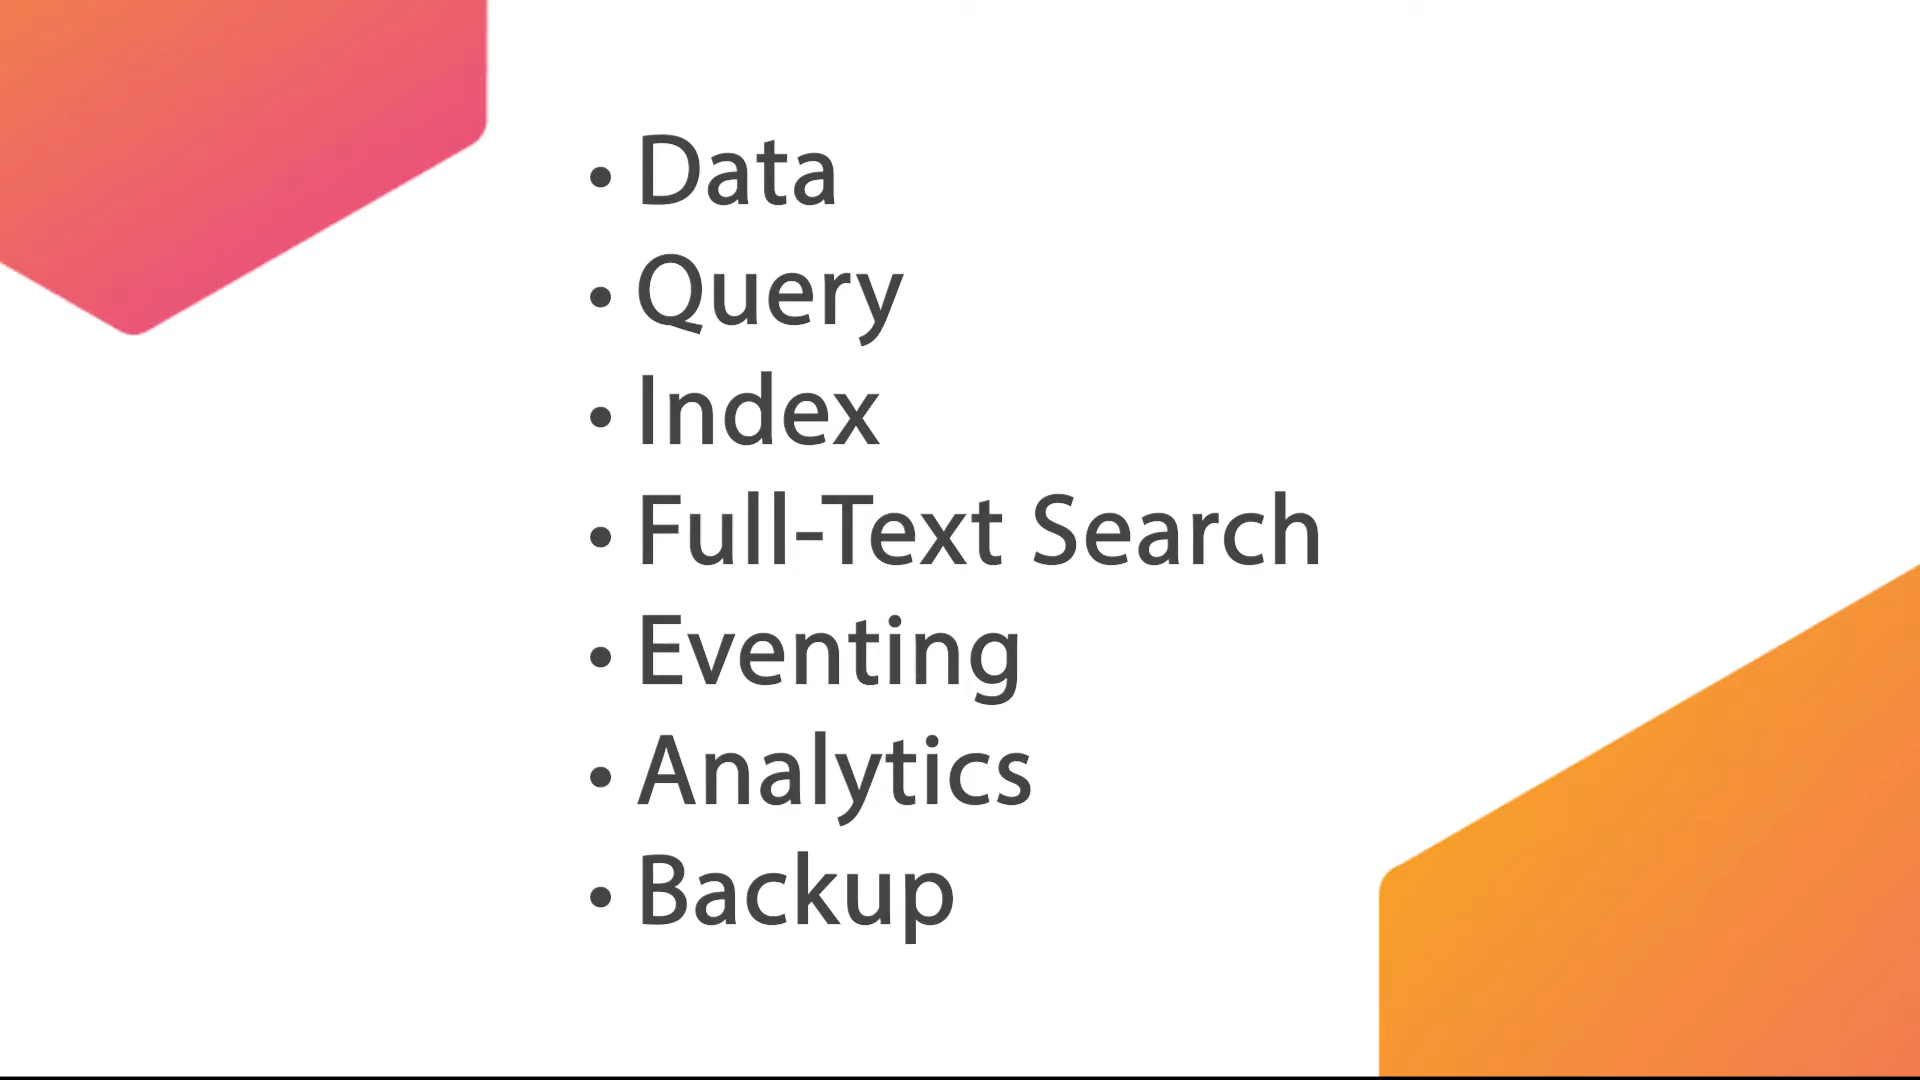 • Data
• Query
• Index
• Full-Text Search
• Eventing
• Analytics
• Backup